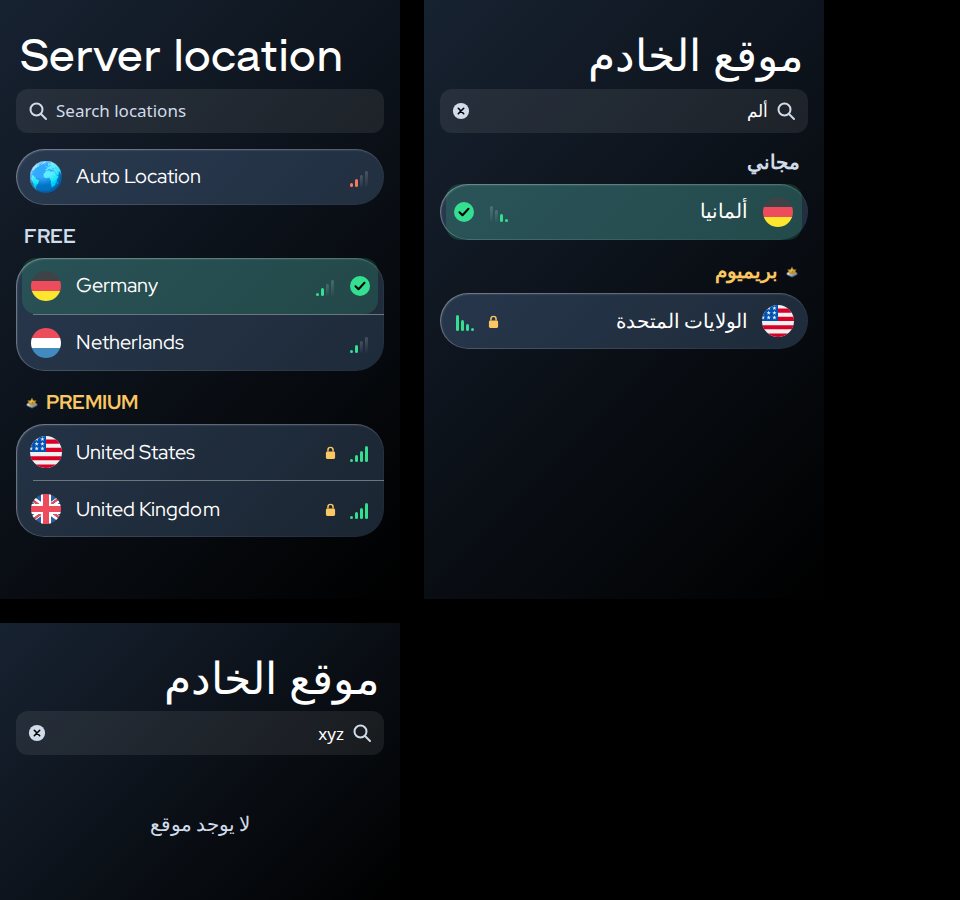 Server location
Search locations
Auto Location
FREE
Germany
Netherlands
PREMIUM
United States
United Kingdom
موقع الخادم
ألم
مجاني
ألمانيا
بريميوم
الولايات المتحدة
موقع الخادم
xyz
لا يوجد موقع